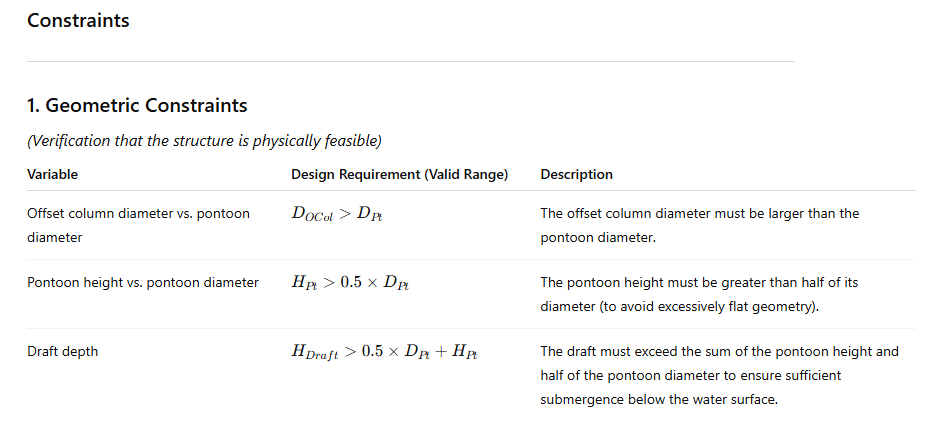 Constraints
1. Geometric Constraints
(Verification that the structure is physically feasible)
Variable Design Requirement (Valid Range) Description
Offset column diameter vs. pontoon diameter
D_{OCol} > D_{Pt}
The offset column diameter must be larger than the
pontoon diameter.
Pontoon height vs. pontoon diameter
H_{Pt} > 0.5 × D_{Pt}
The pontoon height must be greater than half of its
diameter (to avoid excessively flat geometry).
Draft depth
H_{Draft} > 0.5 × D_{Pt} + H_{Pt}
The draft must exceed the sum of the pontoon height and
half of the pontoon diameter to ensure sufficient
submergence below the water surface.